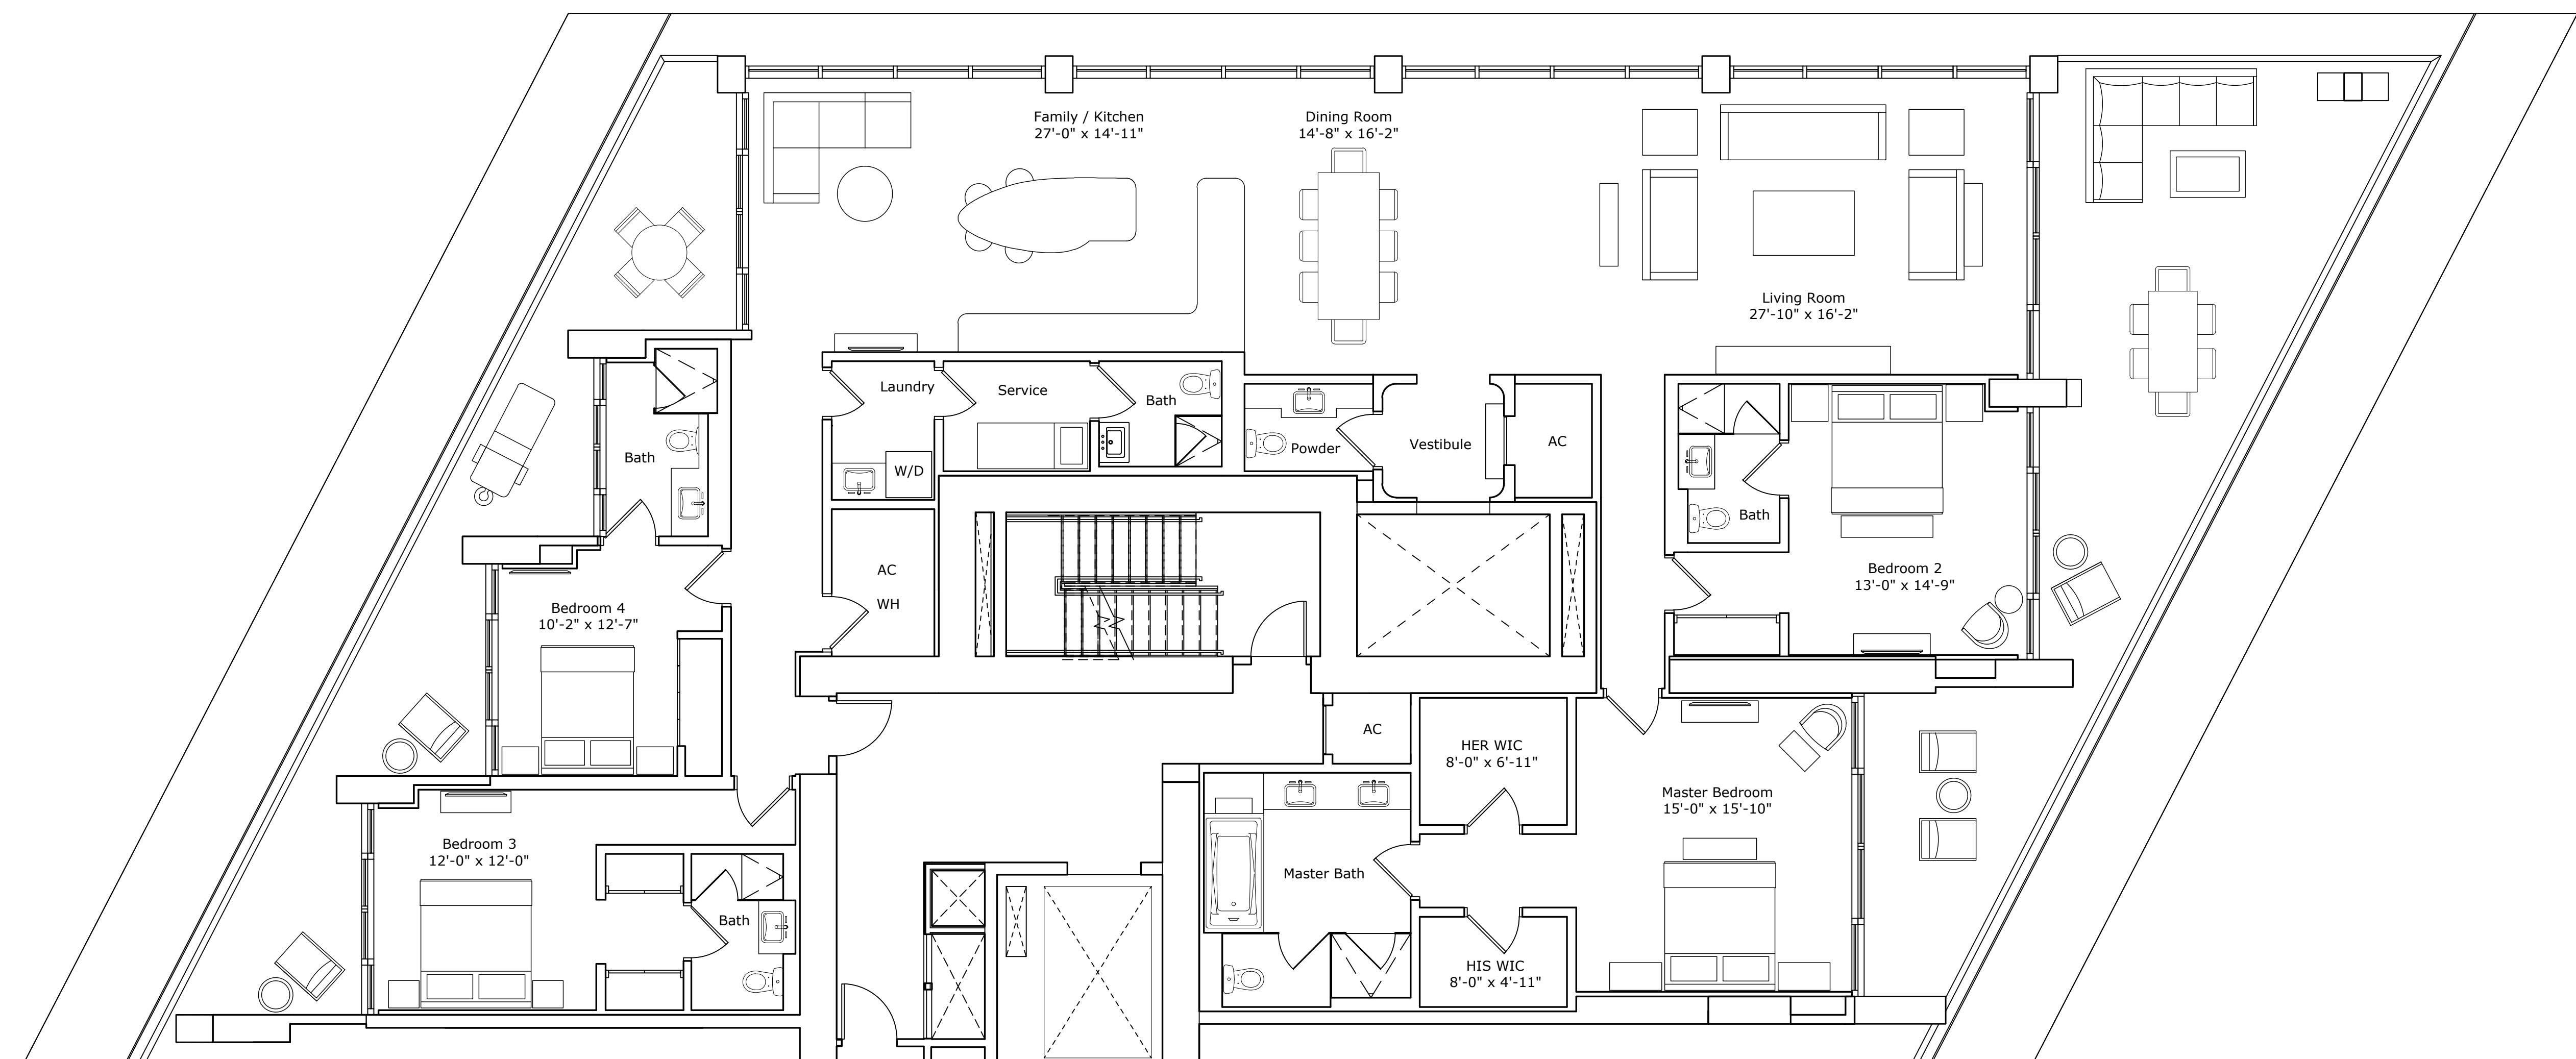 Family / Kitchen
27'-0" x 14'-11"
Dining Room
14'-8" x 16'-2"
Living Room
27'-10" x 16'-2"
Laundry
Service
Bath
Powder
Vestibule
AC
W/D
Bath
Bath
AC
WH
Bedroom 2
13'-0" x 14'-9"
Bedroom 4
10'-2" x 12'-7"
AC
HER WIC
8'-0" x 6'-11"
Master Bedroom
15'-0" x 15'-10"
Bedroom 3
12'-0" x 12'-0"
Master Bath
Bath
HIS WIC
8'-0" x 4'-11"